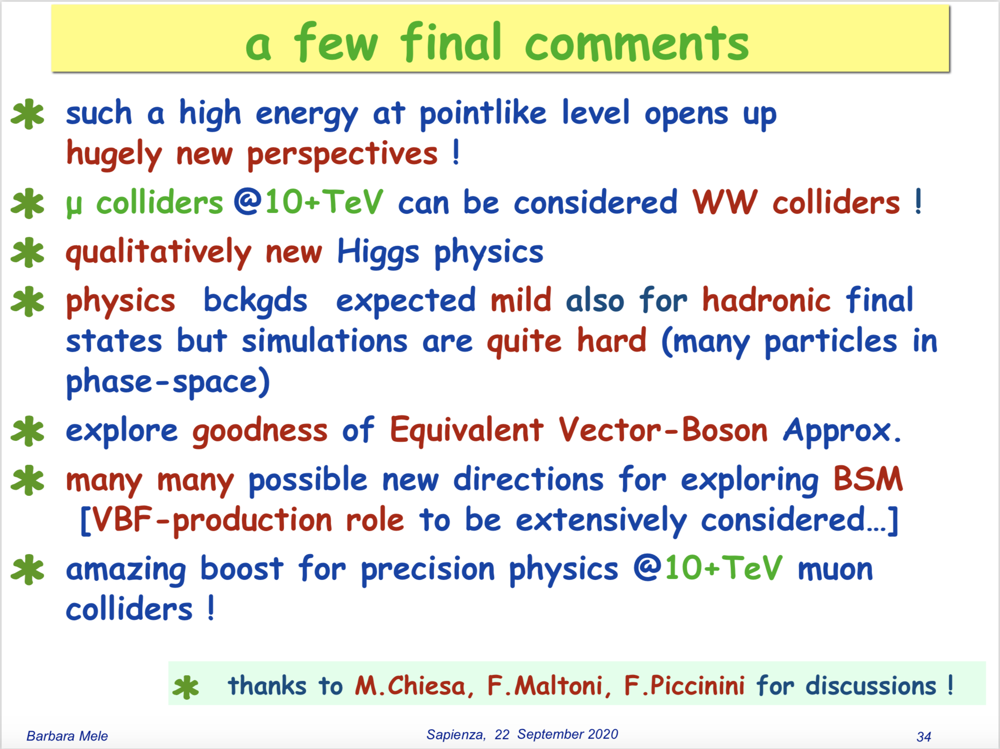 a few final comments
* such a high energy at pointlike level opens up
hugely new perspectives !
* µ colliders @10+TeV can be considered WW colliders !
* qualitatively new Higgs physics
* physics bckgds expected mild also for hadronic final
states but simulations are quite hard (many particles in
phase-space)
* explore goodness of Equivalent Vector-Boson Approx.
* many many possible new directions for exploring BSM
[VBF-production role to be extensively considered…]
* amazing boost for precision physics @10+TeV muon
colliders !
* thanks to M.Chiesa, F.Maltoni, F.Piccinini for discussions !
Barbara Mele
Sapienza, 22 September 2020
34